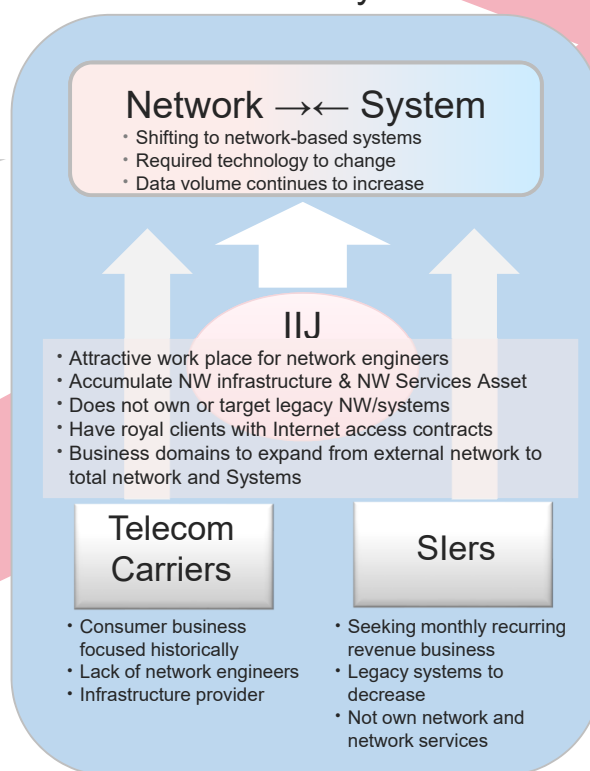 Network →← System
・Shifting to network-based systems
・Required technology to change
・Data volume continues to increase
IIJ
・Attractive work place for network engineers
・Accumulate NW infrastructure & NW Services Asset
・Does not own or target legacy NW/systems
・Have royal clients with Internet access contracts
・Business domains to expand from external network to
total network and Systems
Telecom
Carriers
・Consumer business
focused historically
・Lack of network engineers
・Infrastructure provider
SIers
・Seeking monthly recurring
revenue business
・Legacy systems to
decrease
・Not own network and
network services